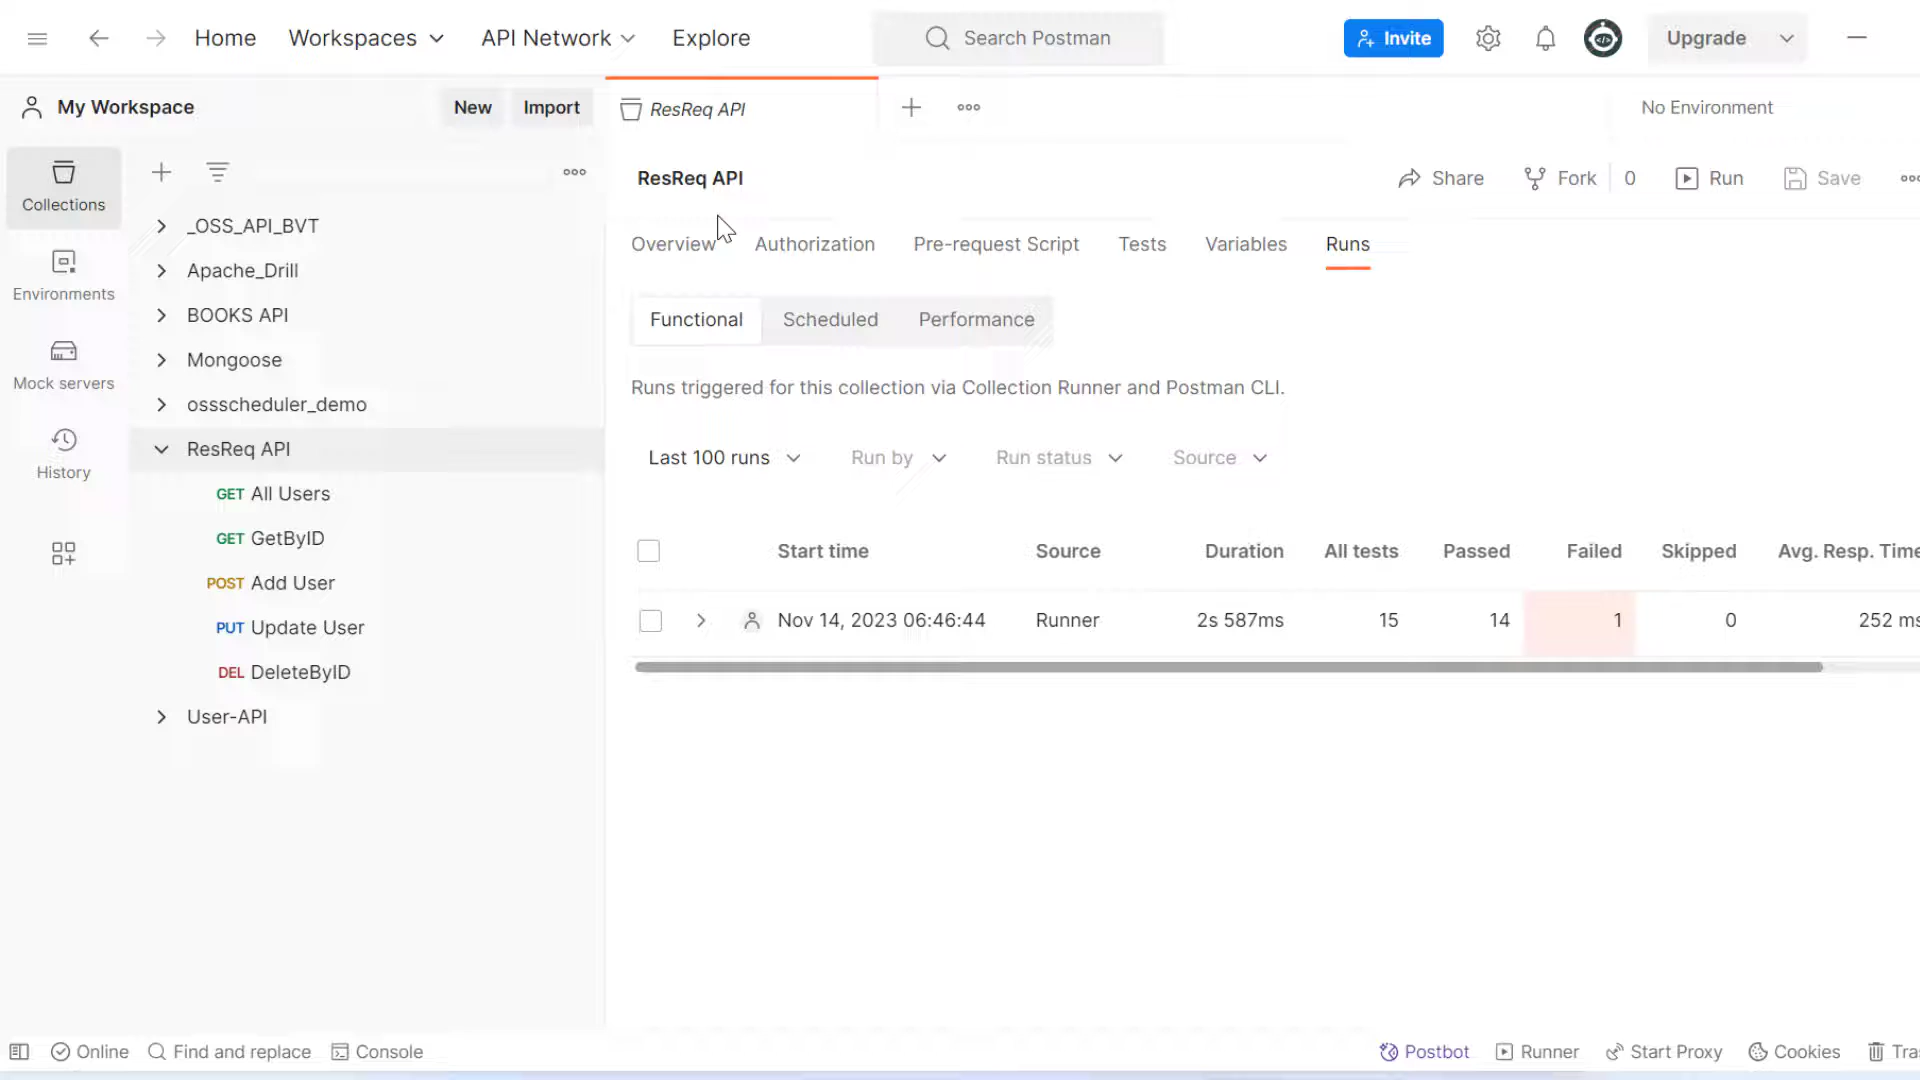 Home Workspaces API Network Explore Search Postman Invite Upgrade
My Workspace New Import ResReq API No Environment
Collections
Environments
Mock servers
History
_OSS_API_BVT
Apache_Drill
BOOKS API
Mongoose
ossscheduler_demo
ResReq API
GET All Users
GET GetByID
POST Add User
PUT Update User
DEL DeleteByID
User-API
ResReq API Share Fork 0 Run Save
Overview Authorization Pre-request Script Tests Variables Runs
Functional Scheduled Performance
Runs triggered for this collection via Collection Runner and Postman CLI.
Last 100 runs Run by Run status Source
Start time Source Duration All tests Passed Failed Skipped Avg. Resp. Time
Nov 14, 2023 06:46:44 Runner 2s 587ms 15 14 1 0 252 ms
Online Find and replace Console Postbot Runner Start Proxy Cookies Tra